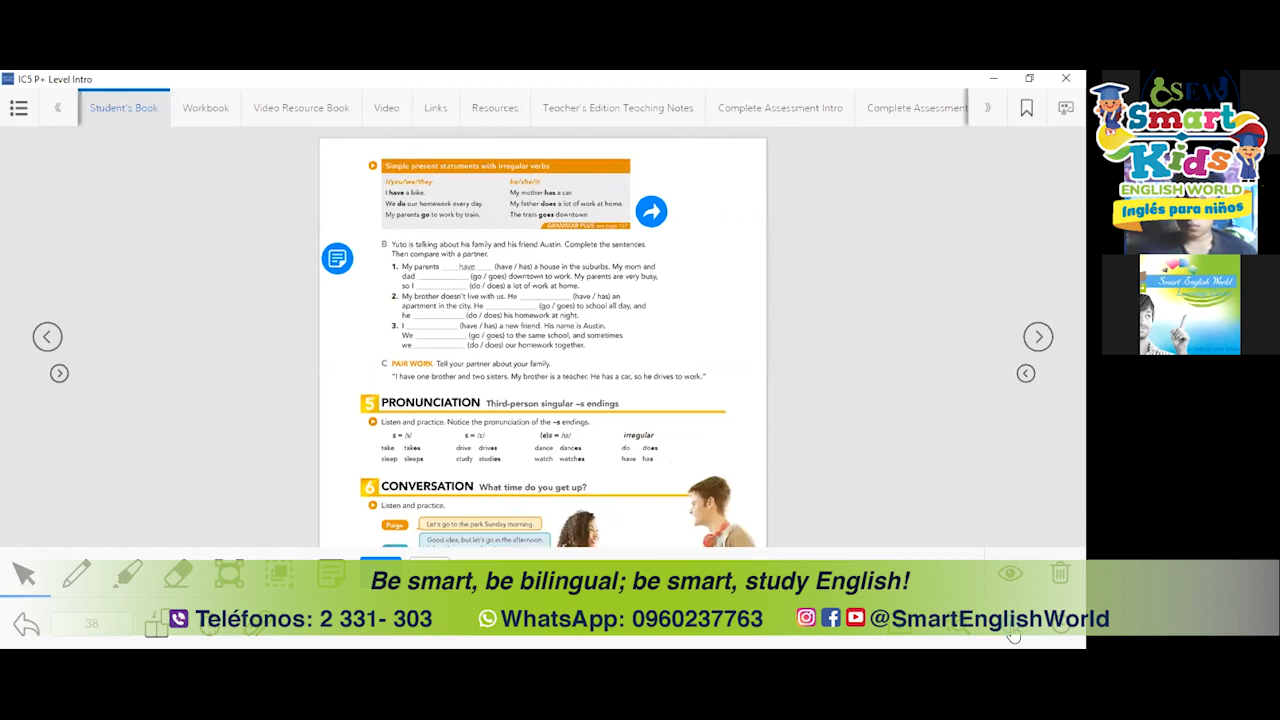 IC5 P+ Level Intro
Student's Book Workbook Video Resource Book Video Links Resources Teacher's Edition Teaching Notes Complete Assessment Intro Complete Assessment
Simple present statements with irregular verbs
I/you/we/they he/she/it
I have a bike. My mother has a car.
We do our homework every day. My father does a lot of work at home.
My parents go to work by train. The train goes downtown
GRAMMAR PLUS see page 137
B Yuto is talking about his family and his friend Austin. Complete the sentences.
Then compare with a partner.
1. My parents have (have / has) a house in the suburbs. My mom and
dad (go / goes) downtown to work. My parents are very busy,
so I (do / does) a lot of work at home.
2. My brother doesn't live with us. He (have / has) an
apartment in the city. He (go / goes) to school all day, and
he (do / does) his homework at night.
3. I (have / has) a new friend. His name is Austin.
We (go / goes) to the same school, and sometimes
we (do / does) our homework together.
C PAIR WORK Tell your partner about your family.
"I have one brother and two sisters. My brother is a teacher. He has a car, so he drives to work."
5 PRONUNCIATION Third-person singular –s endings
Listen and practice. Notice the pronunciation of the –s endings.
s = /s/ s = /z/ (e)s = /ɪz/ irregular
take takes drive drives dance dances do does
sleep sleeps study studies watch watches have has
6 CONVERSATION What time do you get up?
Listen and practice.
Paige Let's go to the park Sunday morning.
Good idea, but let's go in the afternoon.
38
SEW
Smart
Kids
ENGLISH WORLD
Inglés para niños
Smart English World
Be smart, be bilingual; be smart, study English!
Teléfonos: 2 331- 303 WhatsApp: 0960237763 @SmartEnglishWorld